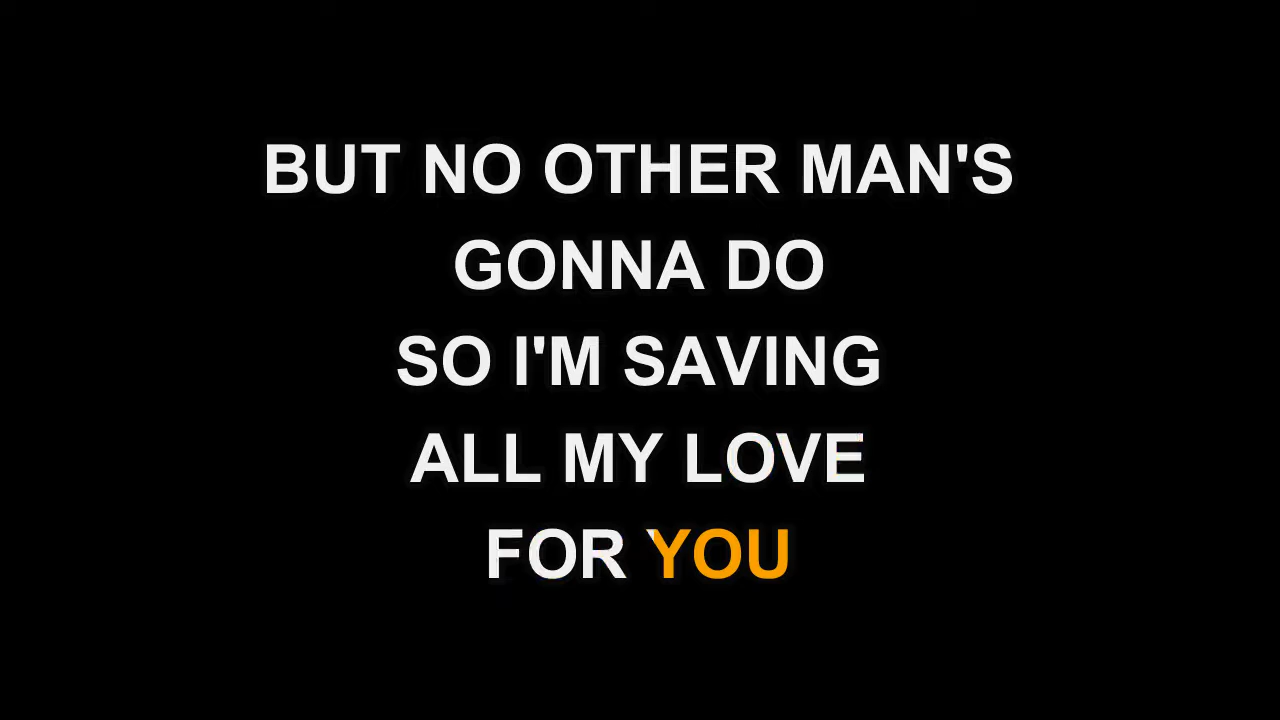 BUT NO OTHER MAN'S
GONNA DO
SO I'M SAVING
ALL MY LOVE
FOR YOU